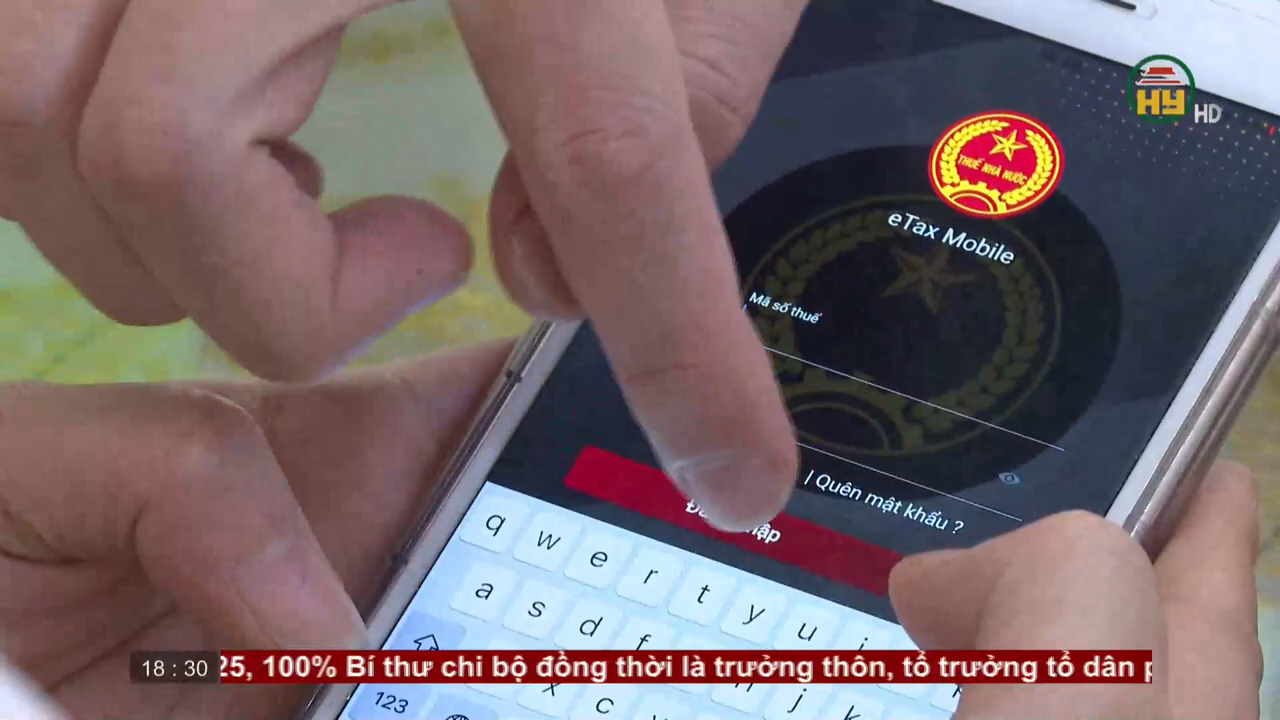 HY HD
THUẾ NHÀ NƯỚC
eTax Mobile
Mã số thuế
| Quên mật khẩu ?
q w e r t y u
a s d f
h j k
x c
123
18 : 30
25, 100% Bí thư chi bộ đồng thời là trưởng thôn, tổ trưởng tổ dân